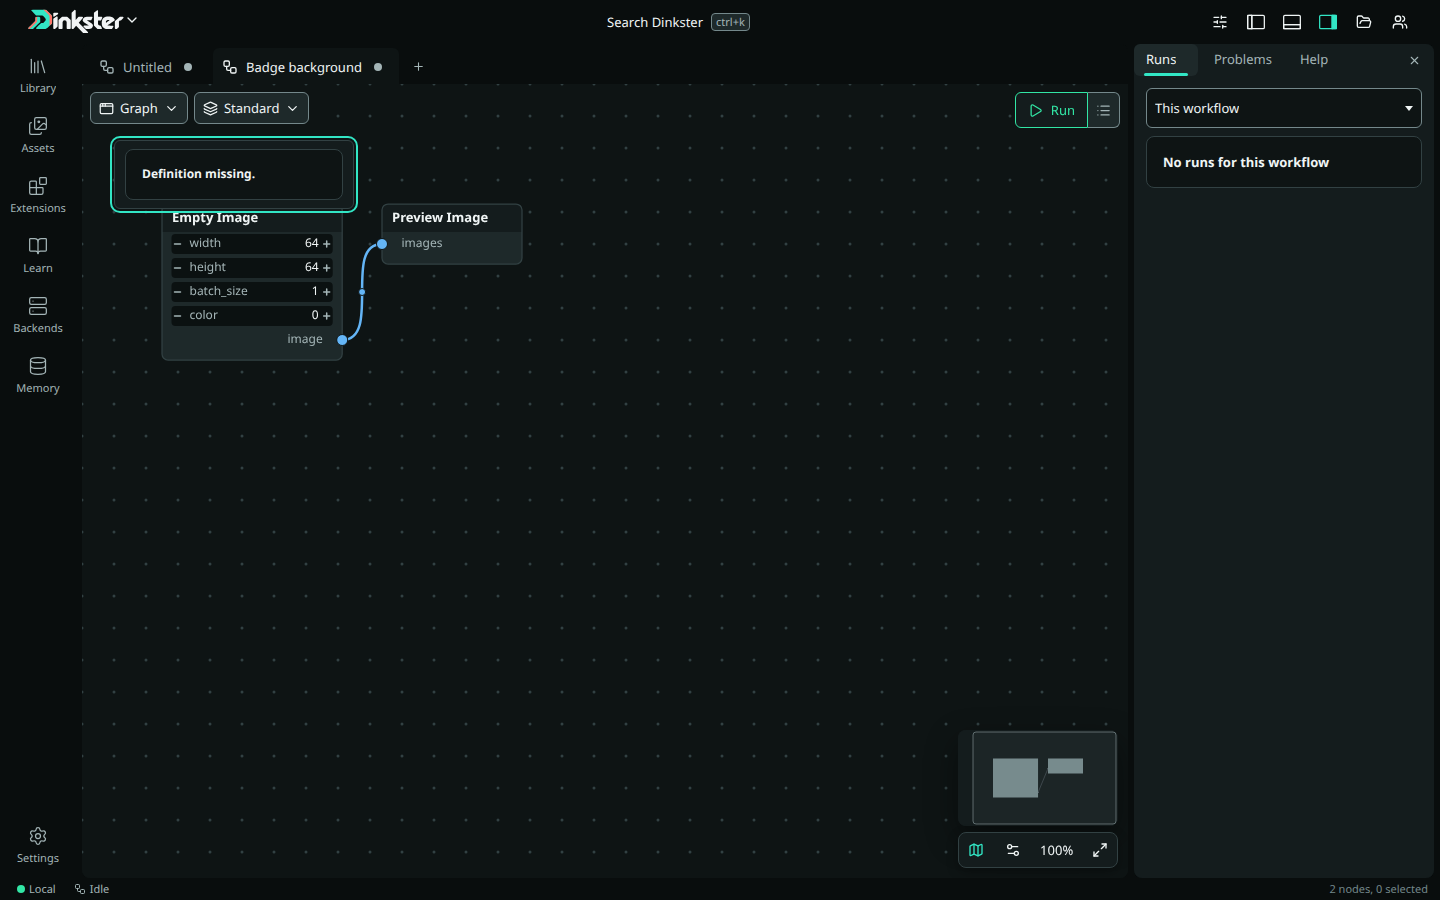 Dinkster
Search Dinkster ctrl+k
Library
Assets
Extensions
Learn
Backends
Memory
Settings
Untitled
Badge background
Graph
Standard
Run
Definition missing.
Empty Image
width 64
height 64
batch_size 1
color 0
image
Preview Image
images
100%
Runs
Problems
Help
This workflow
No runs for this workflow
Local
Idle
2 nodes, 0 selected